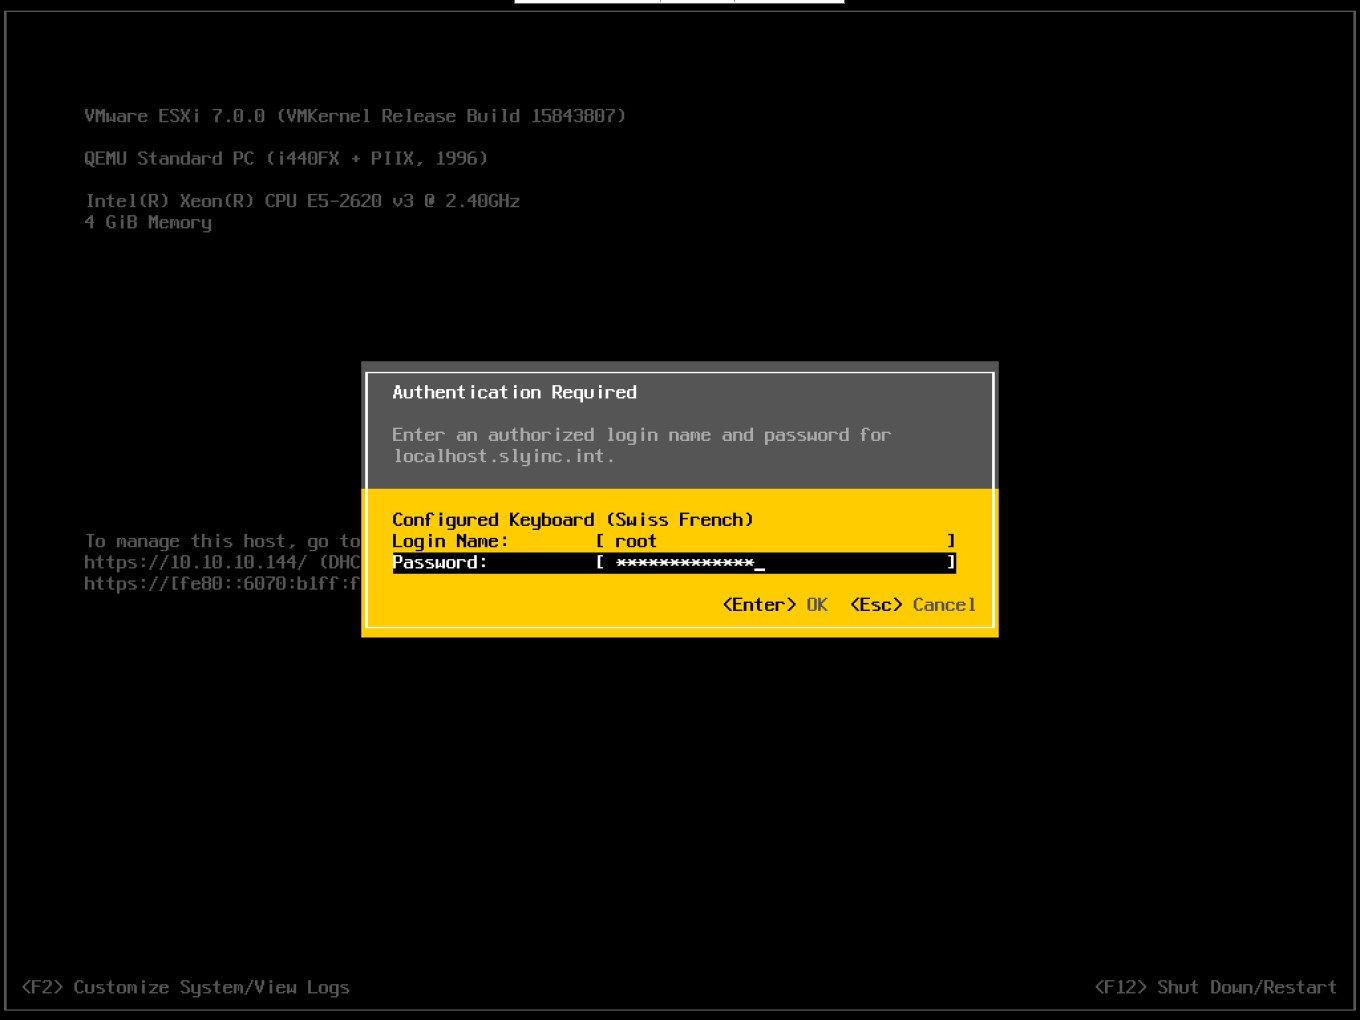 VMware ESXi 7.0.0 (VMKernel Release Build 15843807)
QEMU Standard PC (i440FX + PIIX, 1996)
Intel(R) Xeon(R) CPU E5-2620 v3 @ 2.40GHz
4 GiB Memory
Authentication Required
Enter an authorized login name and password for
localhost.slyinc.int.
Configured Keyboard (Swiss French)
Login Name: [ root ]
Password: [ *************_ ]
<Enter> OK <Esc> Cancel
To manage this host, go to
https://10.10.10.144/ (DHC
https://[fe80::6070:b1ff:f
<F2> Customize System/View Logs
<F12> Shut Down/Restart